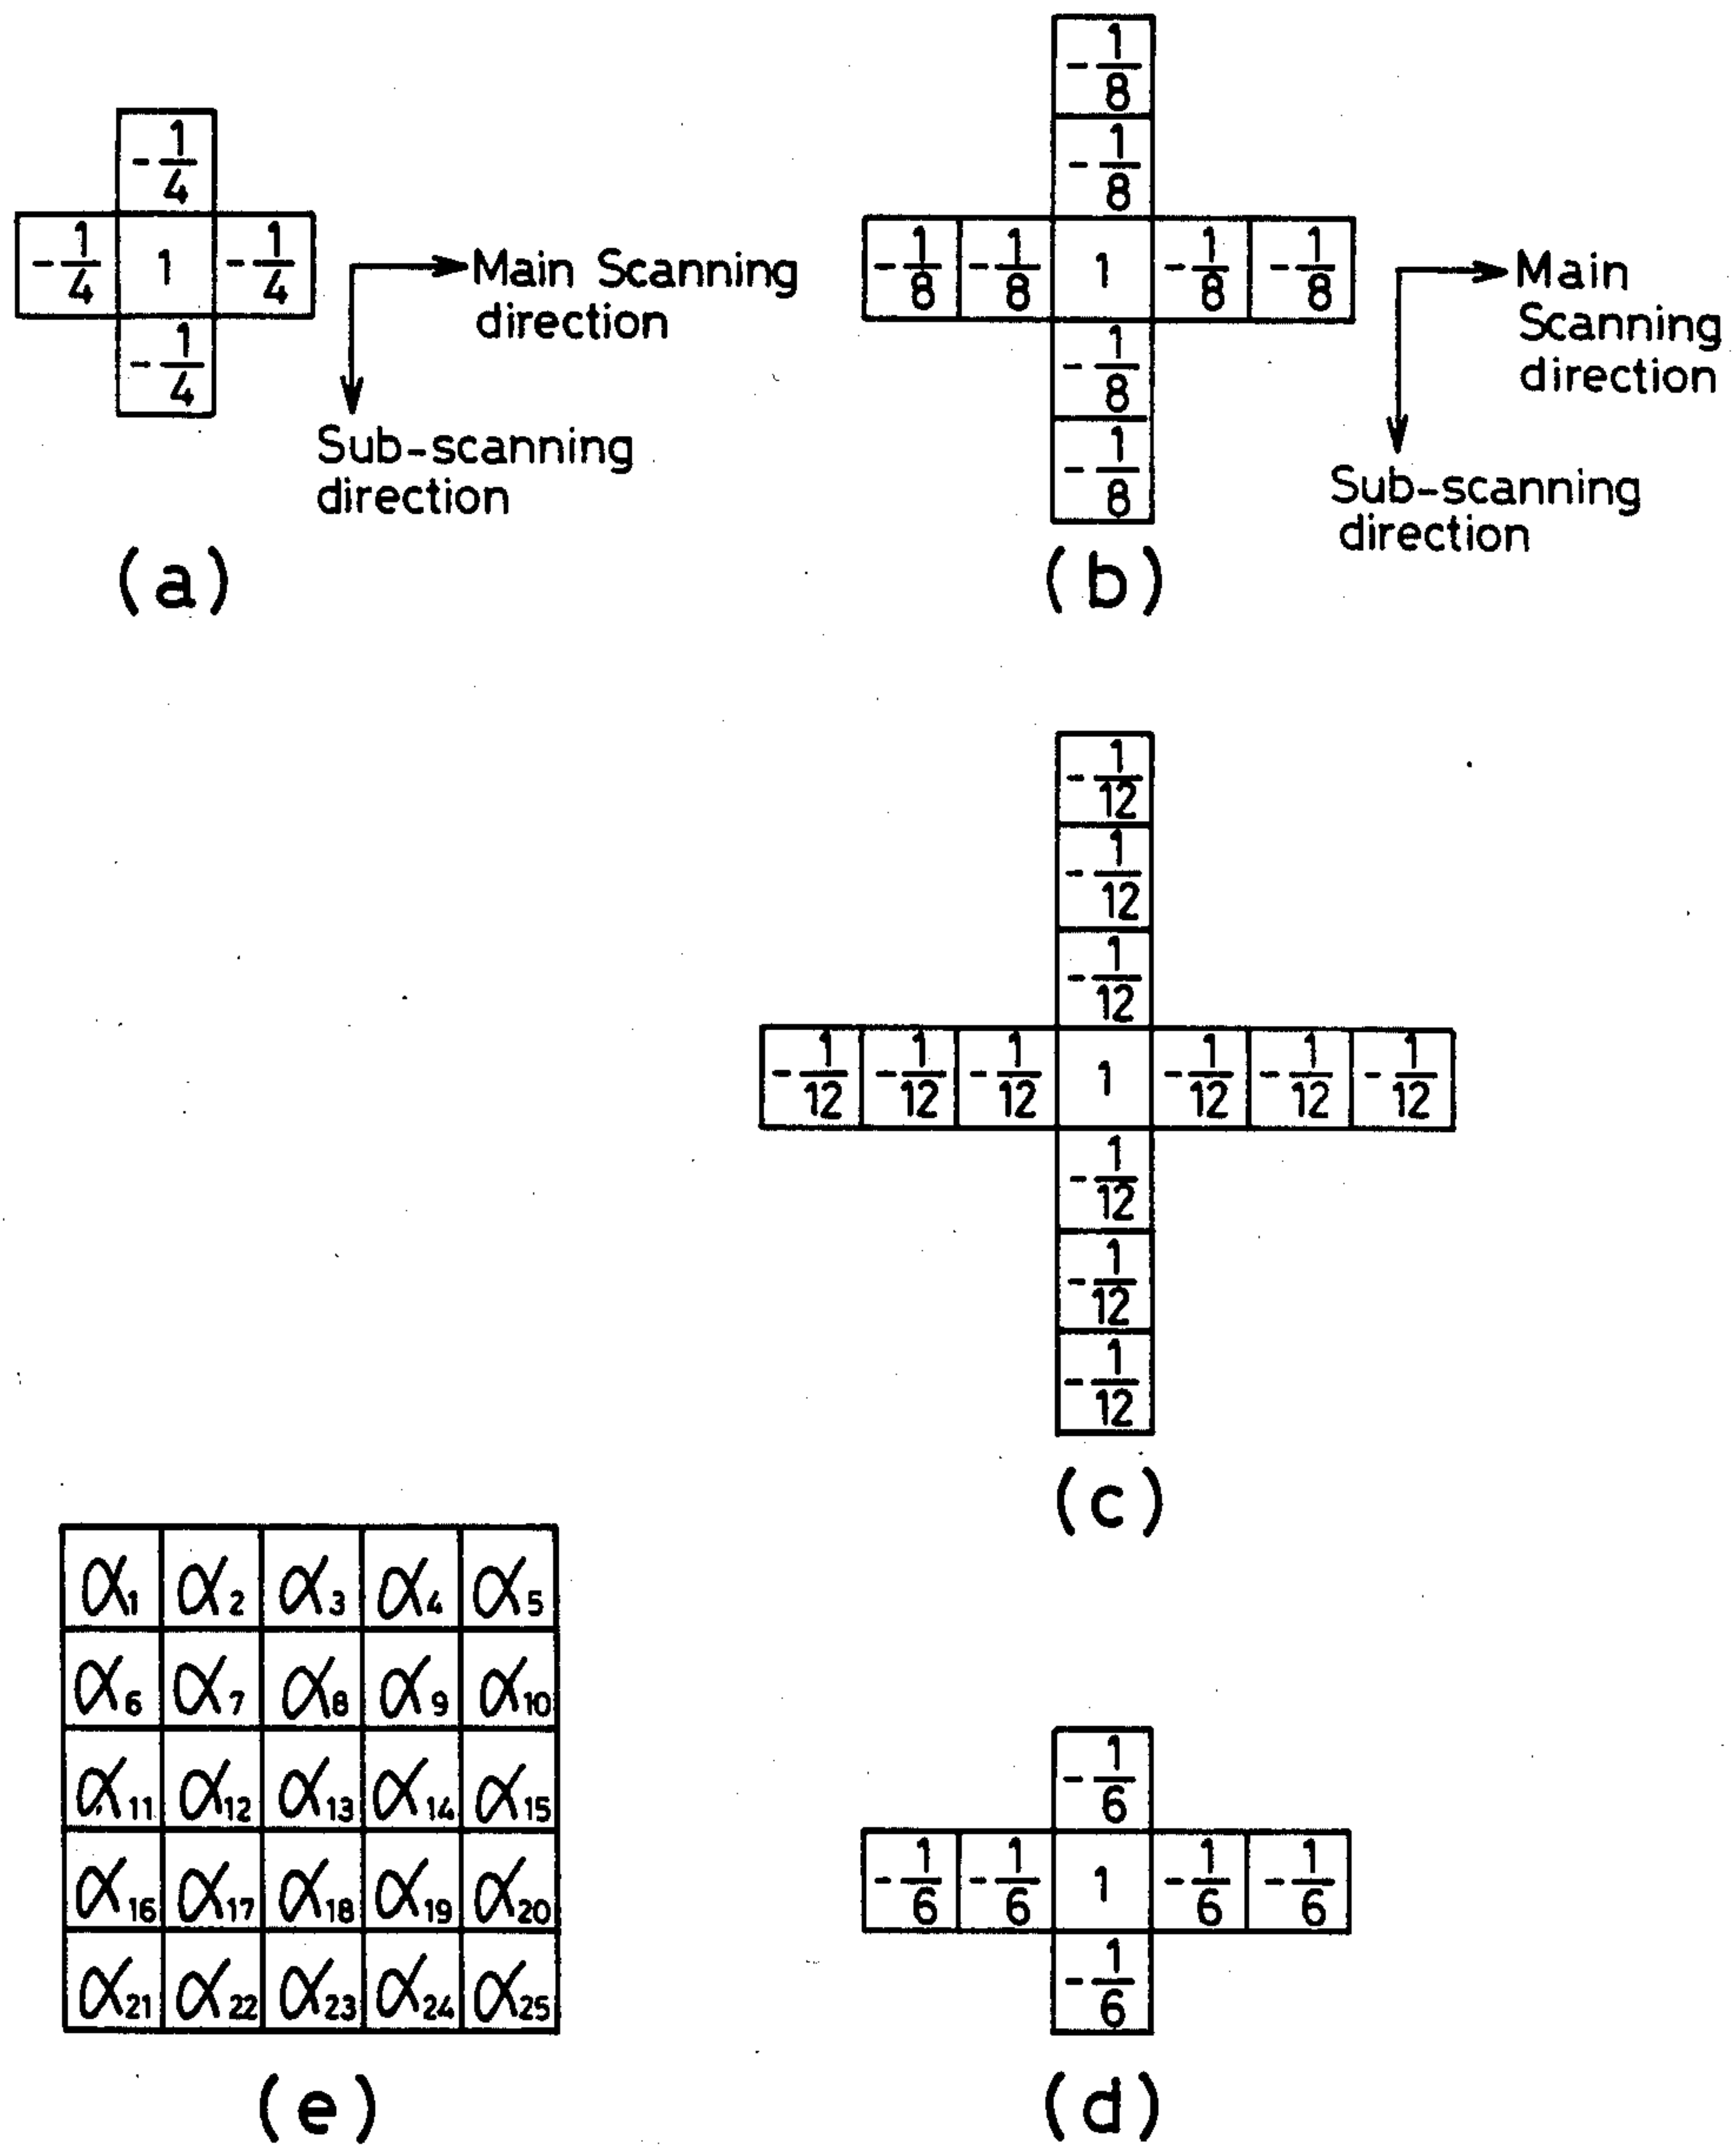 -1/4
-1/4 1 -1/4
-1/4
Main Scanning
direction
Sub-scanning
direction
(a)
-1/8
-1/8
-1/8 -1/8 1 -1/8 -1/8
-1/8
-1/8
Main
Scanning
direction
Sub-scanning
direction
(b)
-1/12
-1/12
-1/12
-1/12 -1/12 -1/12 1 -1/12 -1/12 -1/12
-1/12
-1/12
-1/12
(c)
α1 α2 α3 α4 α5
α6 α7 α8 α9 α10
α11 α12 α13 α14 α15
α16 α17 α18 α19 α20
α21 α22 α23 α24 α25
(e)
-1/6
-1/6 -1/6 1 -1/6 -1/6
-1/6
(d)